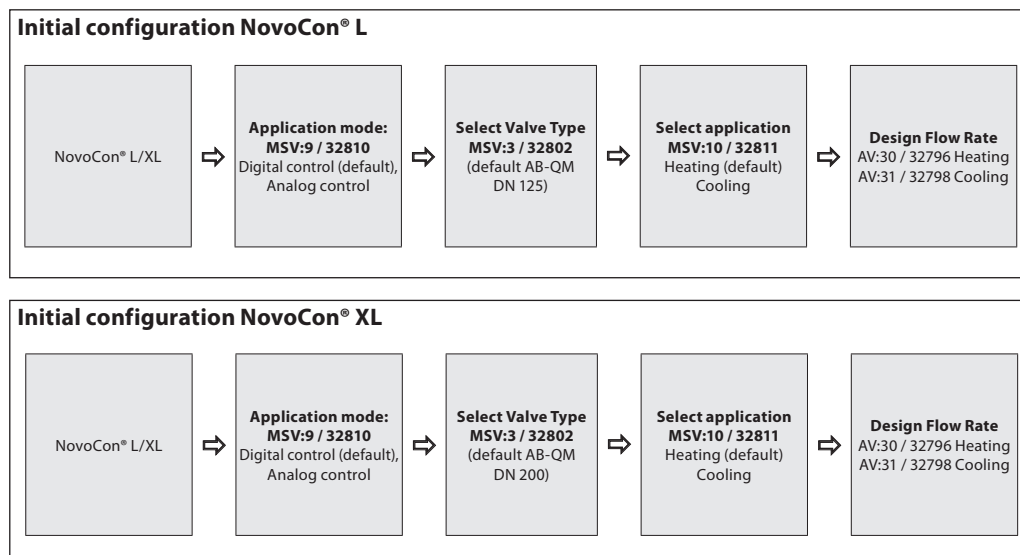 Initial configuration NovoCon® L
NovoCon® L/XL
Application mode:
MSV:9 / 32810
Digital control (default),
Analog control
Select Valve Type
MSV:3 / 32802
(default AB-QM
DN 125)
Select application
MSV:10 / 32811
Heating (default)
Cooling
Design Flow Rate
AV:30 / 32796 Heating
AV:31 / 32798 Cooling
Initial configuration NovoCon® XL
NovoCon® L/XL
Application mode:
MSV:9 / 32810
Digital control (default),
Analog control
Select Valve Type
MSV:3 / 32802
(default AB-QM
DN 200)
Select application
MSV:10 / 32811
Heating (default)
Cooling
Design Flow Rate
AV:30 / 32796 Heating
AV:31 / 32798 Cooling